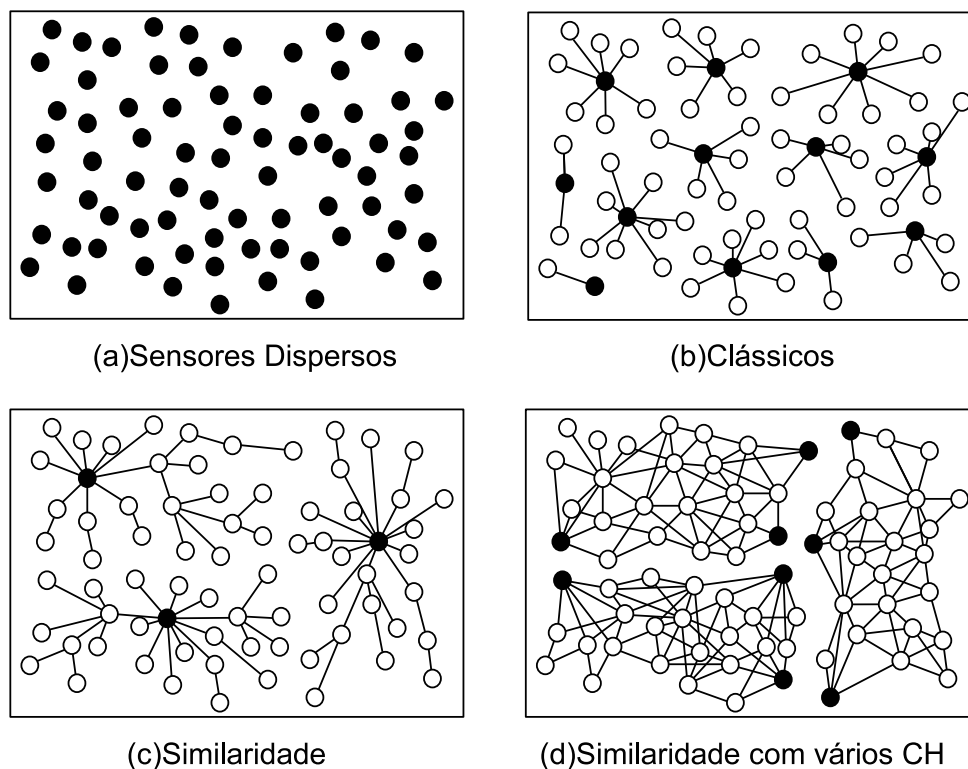 (a)Sensores Dispersos
(b)Clássicos
(c)Similaridade
(d)Similaridade com vários CH